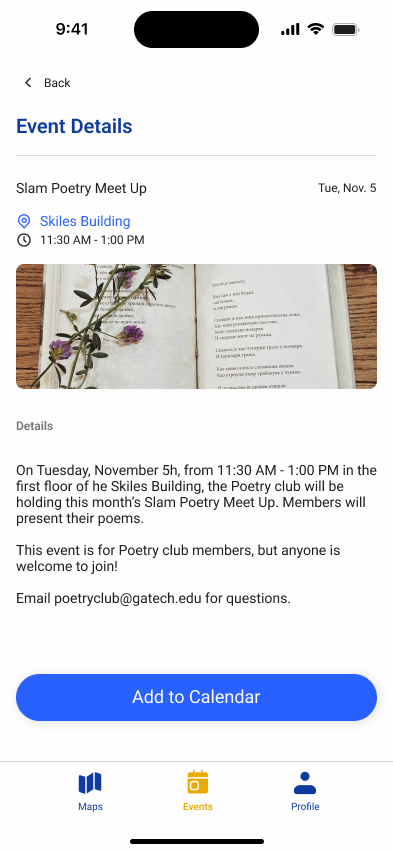 9:41
Back
Event Details
Slam Poetry Meet Up
Tue, Nov. 5
Skiles Building
11:30 AM - 1:00 PM
Details
On Tuesday, November 5h, from 11:30 AM - 1:00 PM in the
first floor of he Skiles Building, the Poetry club will be
holding this month’s Slam Poetry Meet Up. Members will
present their poems.
This event is for Poetry club members, but anyone is
welcome to join!
Email poetryclub@gatech.edu for questions.
Add to Calendar
Maps
Events
Profile